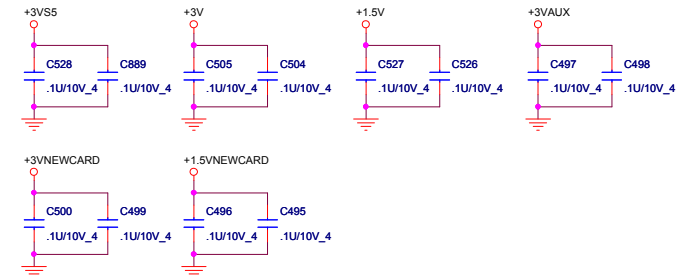 +3VS5 +3V +1.5V +3VAUX
C528 C889 C505 C504 C527 C526 C497 C498
.1U/10V_4 .1U/10V_4 .1U/10V_4 .1U/10V_4 .1U/10V_4 .1U/10V_4 .1U/10V_4 .1U/10V_4
+3VNEWCARD +1.5VNEWCARD
C500 C499 C496 C495
.1U/10V_4 .1U/10V_4 .1U/10V_4 .1U/10V_4